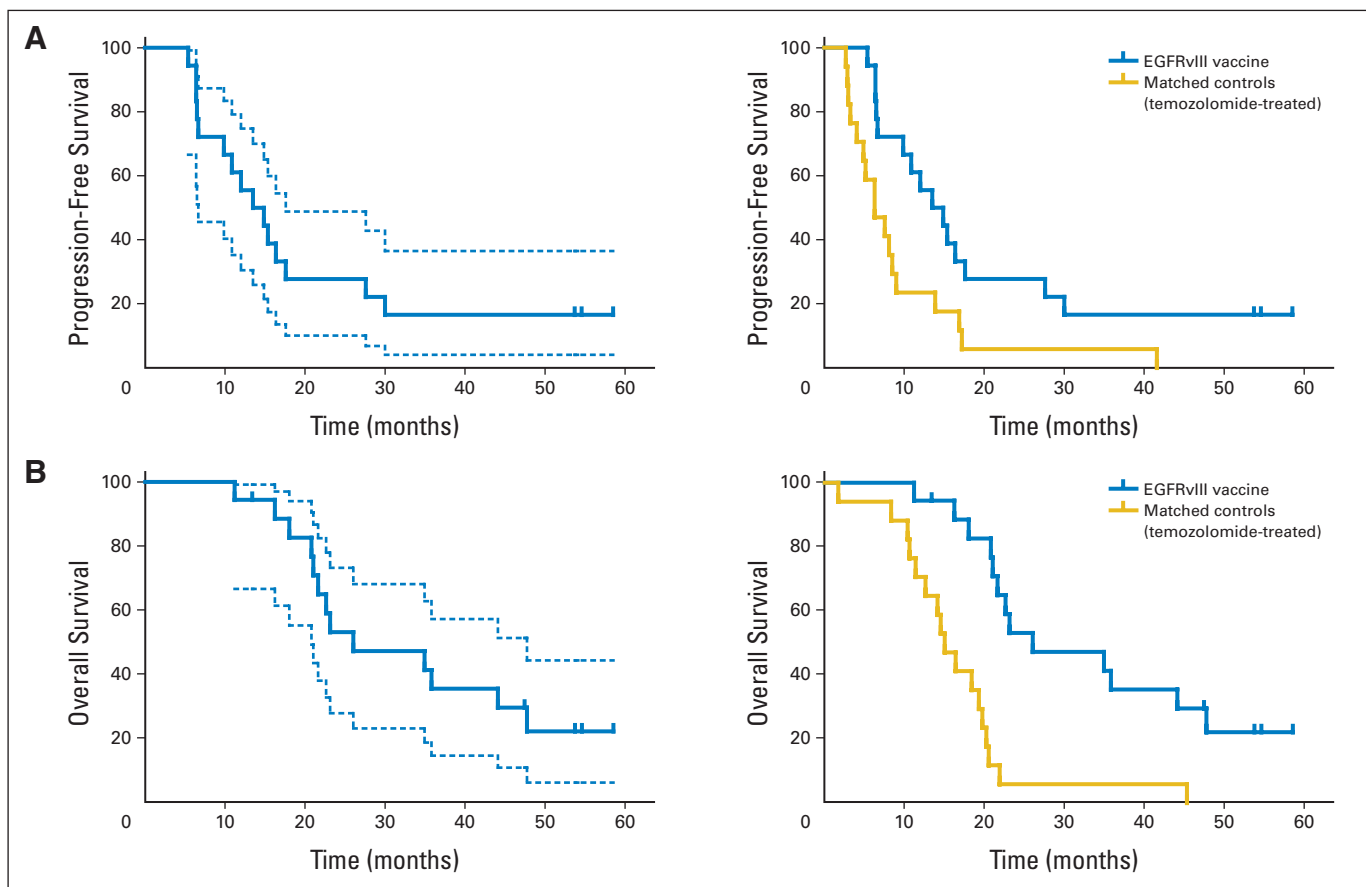 A
Progression-Free Survival
100
80
60
40
20
0 10 20 30 40 50 60
Time (months)
Progression-Free Survival
100
80
60
40
20
0 10 20 30 40 50 60
Time (months)
EGFRvIII vaccine
Matched controls
(temozolomide-treated)
B
Overall Survival
100
80
60
40
20
0 10 20 30 40 50 60
Time (months)
Overall Survival
100
80
60
40
20
0 10 20 30 40 50 60
Time (months)
EGFRvIII vaccine
Matched controls
(temozolomide-treated)